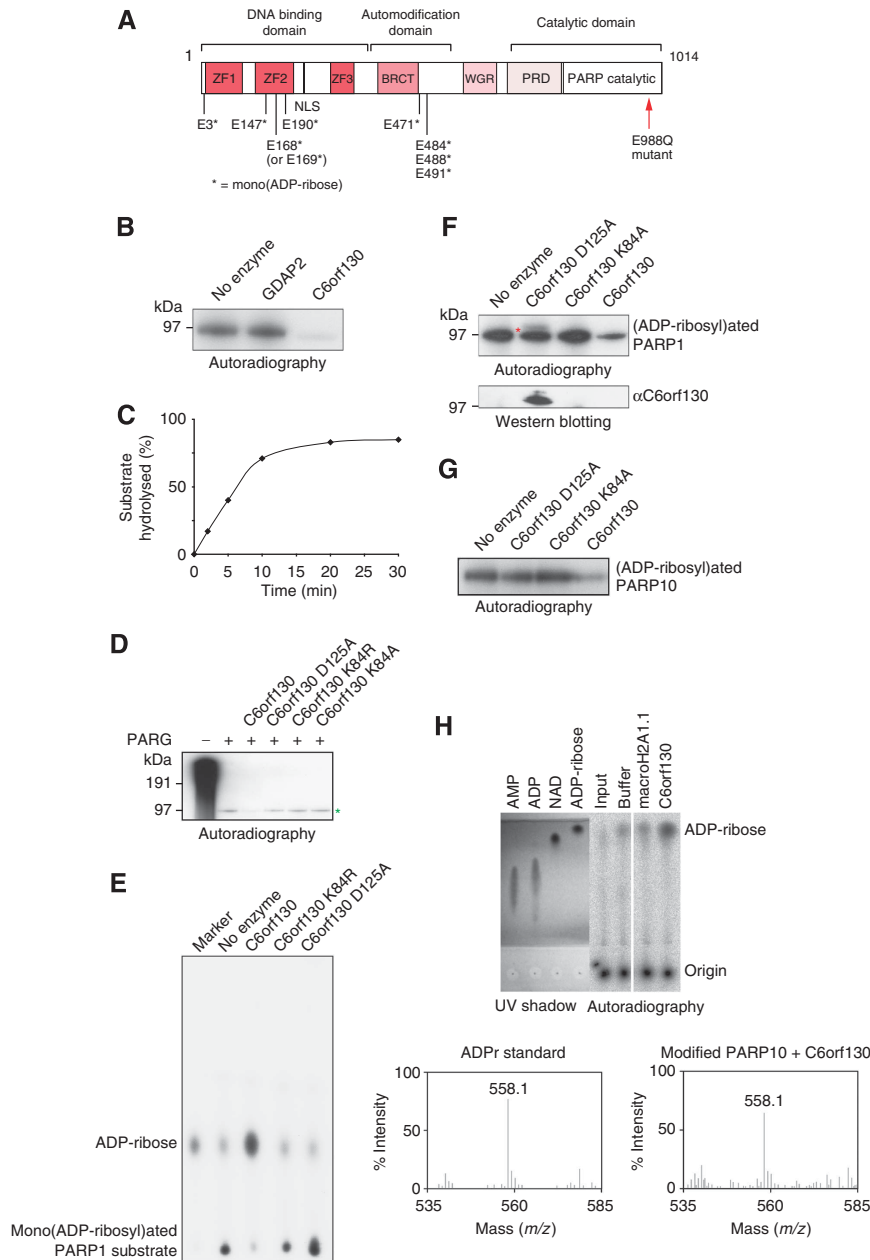 A
DNA binding
domain
Automodification
domain
Catalytic domain
1
1014
ZF1
ZF2
ZF3
BRCT
WGR
PRD
PARP catalytic
NLS
E3*
E147*
E190*
E471*
E168*
(or E169*)
E484*
E488*
E491*
E988Q
mutant
* = mono(ADP-ribose)
B
No enzyme
GDAP2
C6orf130
kDa
97
Autoradiography
C
100
50
0
Substrate
hydrolysed (%)
0 5 10 15 20 25 30
Time (min)
D
C6orf130
C6orf130 D125A
C6orf130 K84R
C6orf130 K84A
PARG – + + + + +
kDa
191
97
*
Autoradiography
E
Marker
No enzyme
C6orf130
C6orf130 K84R
C6orf130 D125A
ADP-ribose
Mono(ADP-ribosyl)ated
PARP1 substrate
F
No enzyme
C6orf130 D125A
C6orf130 K84A
C6orf130
kDa
97
*
(ADP-ribosyl)ated
PARP1
Autoradiography
αC6orf130
97
Western blotting
G
No enzyme
C6orf130 D125A
C6orf130 K84A
C6orf130
(ADP-ribosyl)ated
PARP10
Autoradiography
H
AMP
ADP
NAD
ADP-ribose
Input
Buffer
macroH2A1.1
C6orf130
ADP-ribose
Origin
UV shadow
Autoradiography
ADPr standard
100
50
0
% Intensity
558.1
535 560 585
Mass (m/z)
Modified PARP10 + C6orf130
100
50
0
% Intensity
558.1
535 560 585
Mass (m/z)